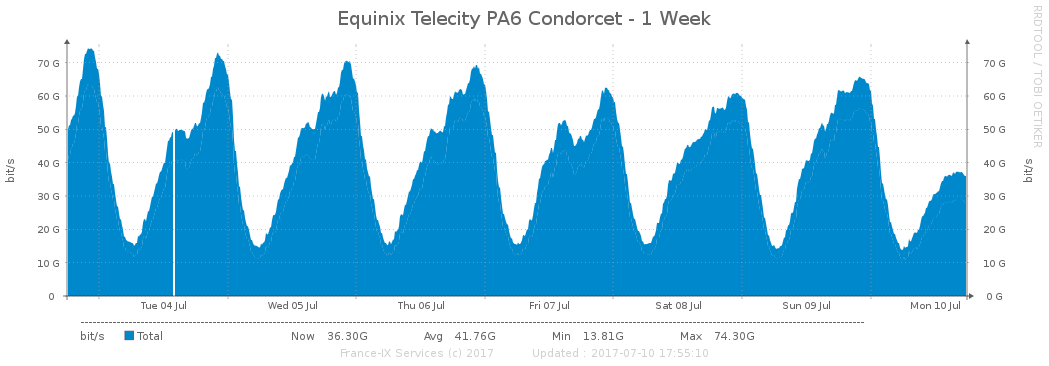 Equinix Telecity PA6 Condorcet - 1 Week
RRDTOOL / TOBI OETIKER
bit/s
bit/s
70 G 70 G
60 G 60 G
50 G 50 G
40 G 40 G
30 G 30 G
20 G 20 G
10 G 10 G
0 0 G
Tue 04 Jul Wed 05 Jul Thu 06 Jul Fri 07 Jul Sat 08 Jul Sun 09 Jul Mon 10 Jul
bit/s Total Now 36.30G Avg 41.76G Min 13.81G Max 74.30G
France-IX Services (c) 2017 Updated : 2017-07-10 17:55:10